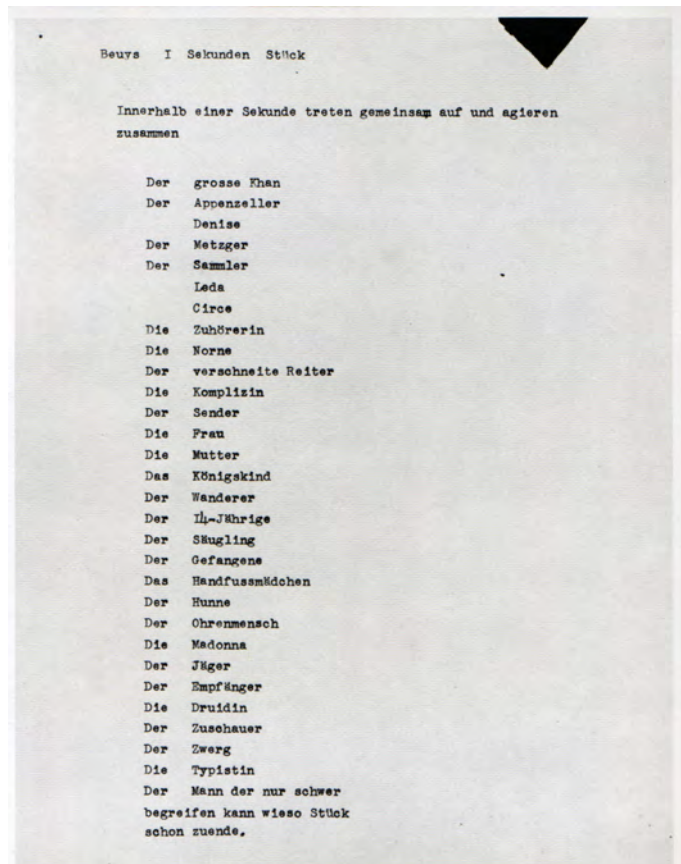 Beuys I Sekunden Stück
Innerhalb einer Sekunde treten gemeinsam auf und agieren
zusammen
Der grosse Khan
Der Appenzeller
Denise
Der Metzger
Der Sammler
Leda
Circe
Die Zuhörerin
Die Norne
Der verschneite Reiter
Die Komplizin
Der Sender
Die Frau
Die Mutter
Das Königskind
Der Wanderer
Der I4-Jährige
Der Säugling
Der Gefangene
Das Handfussmädchen
Der Hunne
Der Ohrenmensch
Die Madonna
Der Jäger
Der Empfänger
Die Druidin
Der Zuschauer
Der Zwerg
Die Typistin
Der Mann der nur schwer
begreifen kann wieso Stück
schon zuende.